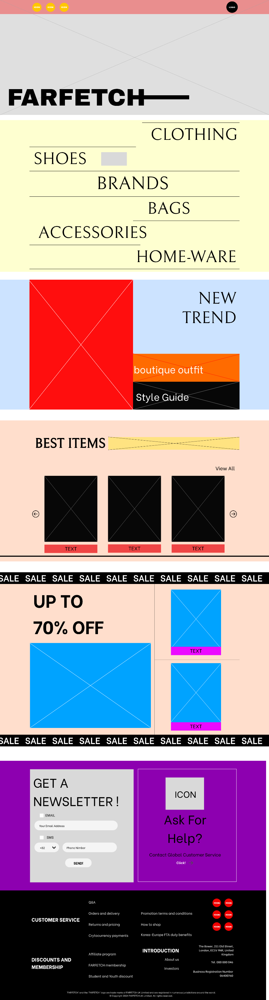 ICON ICON ICON LOGO
FARFETCH
CLOTHING
SHOES
BRANDS
BAGS
ACCESSORIES
HOME-WARE
NEW
TREND
boutique outfit
Style Guide
BEST ITEMS
View All
TEXT TEXT TEXT
SALE SALE SALE SALE SALE SALE SALE SALE SALE SALE
UP TO
70% OFF
TEXT
TEXT
SALE SALE SALE SALE SALE SALE SALE SALE SALE SALE
GET A
NEWSLETTER !
EMAIL
Your Email Address
SMS
+82 Phone Nimber
SEND!
ICON
Ask For
Help?
Contact Global Customer Service
Click!
CUSTOMER SERVICE
Q&A
Orders and delivery
Returns and pricing
Crytocurrency payments
Promotion terms and conditions
How to shop
Korea-Europe FTA duty benefits
ICON ICON
ICON ICON
ICON ICON
DISCOUNTS AND
MEMBERSHIP
Affiliate program
FARFETCH membership
Student and Youth discount
INTRODUCTION
About us
Investors
The Bower, 211 Old Street,
London, EC1V 9NR, United
Kingdom
Tel. 080 880 046
Business Registration Number
06400760
'FARFETCH' and the 'FARFETCH' logo are trade marks of FARFETCH UK Limited and are registered in numerous jurisdictions around the world.
© Copyright 2024 FARFETCH UK Limited. All rights reserved.